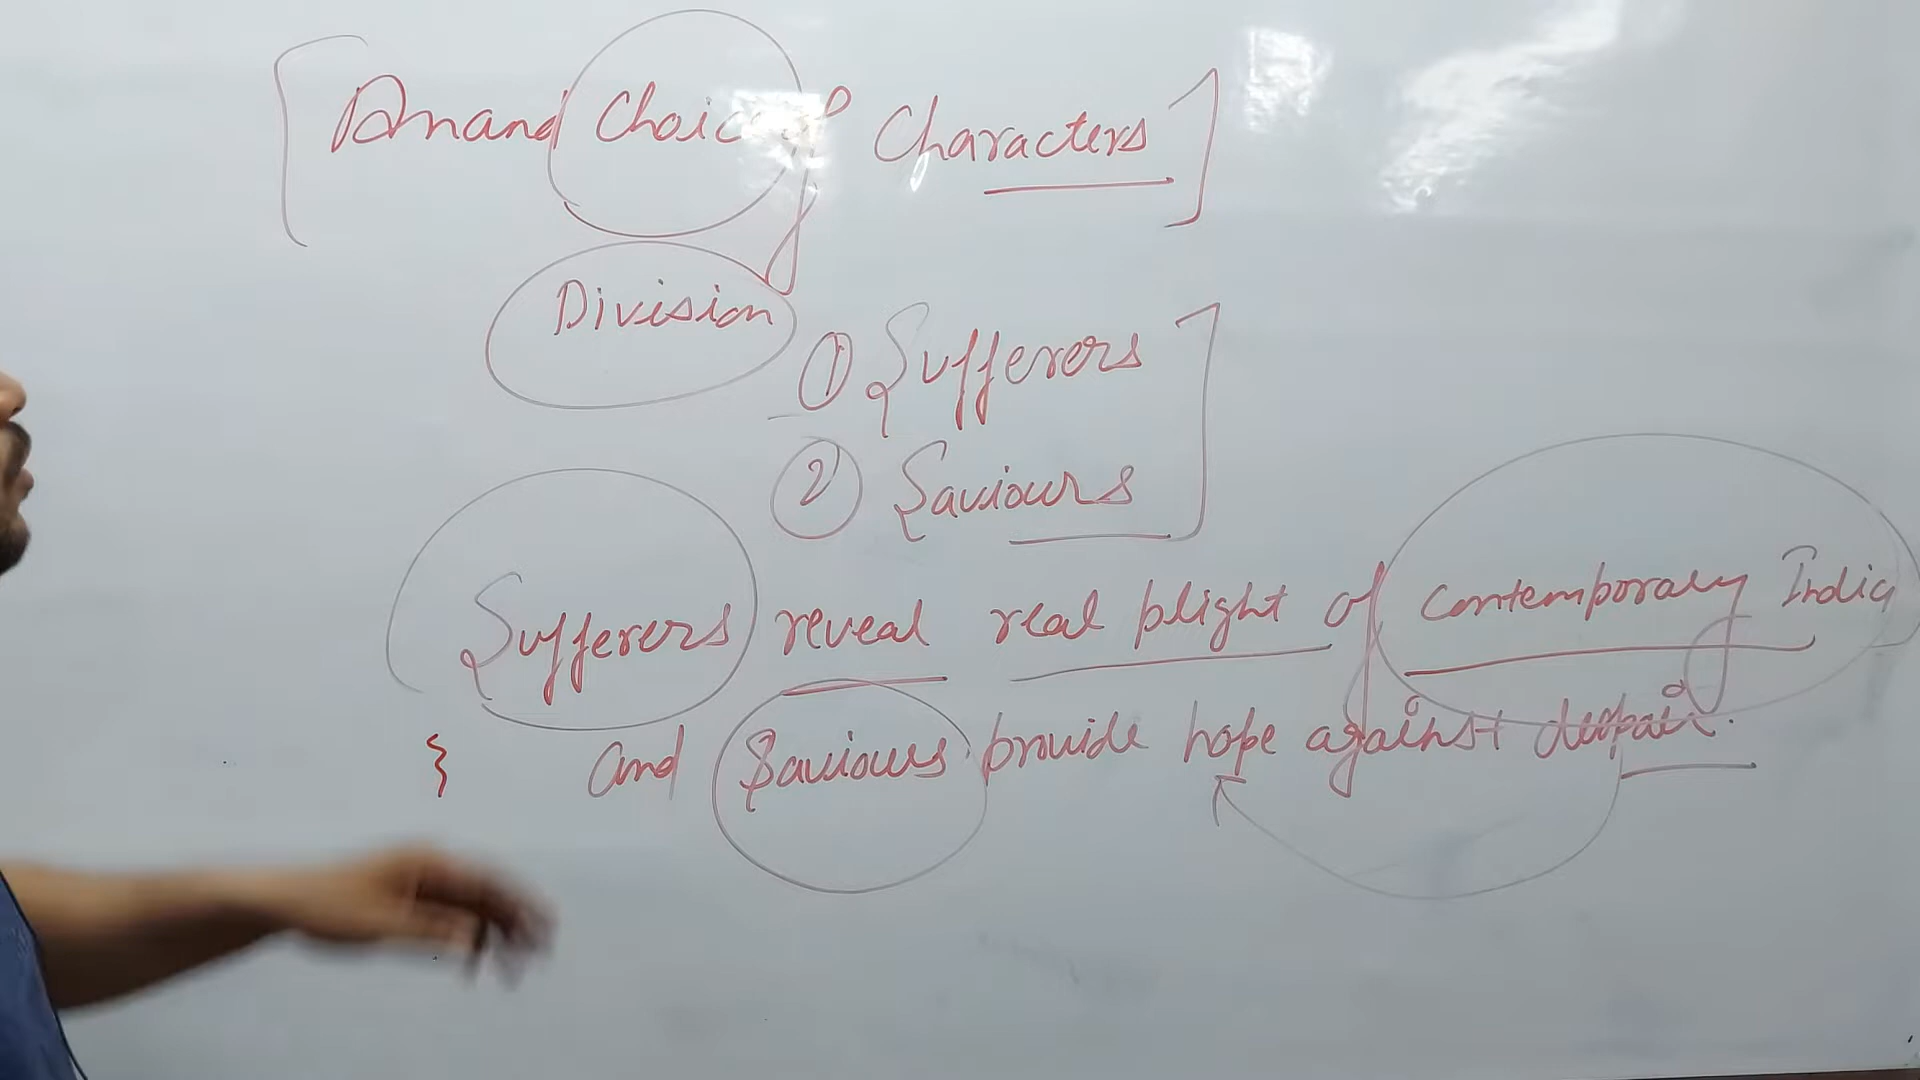 Anand Choice of Characters
Division
① Sufferers
② Saviours
Sufferers reveal real plight of contemporary India
and Saviours provide hope against despair.